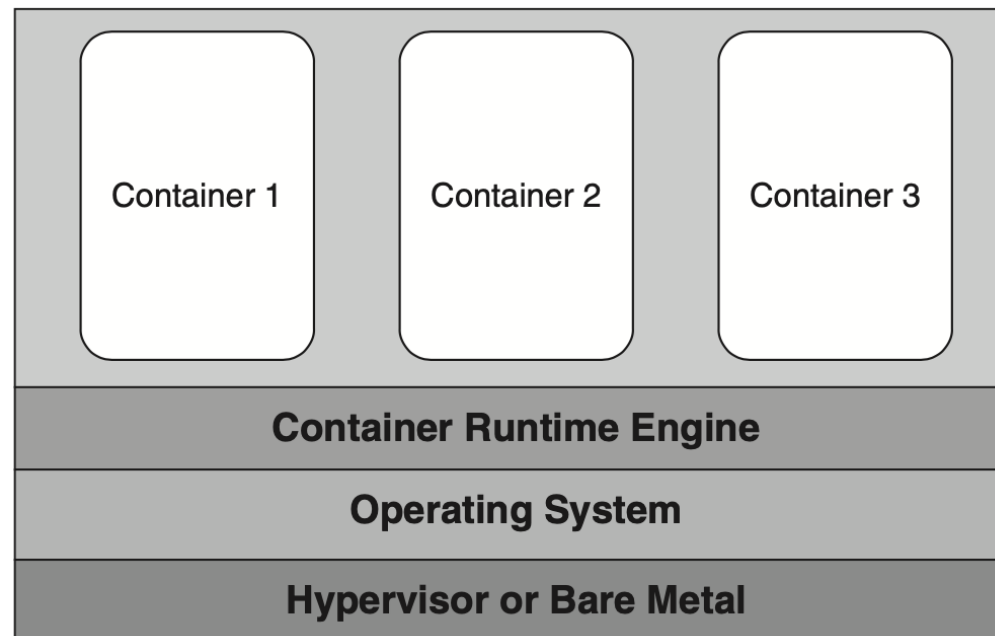 Container 1
Container 2
Container 3
Container Runtime Engine
Operating System
Hypervisor or Bare Metal